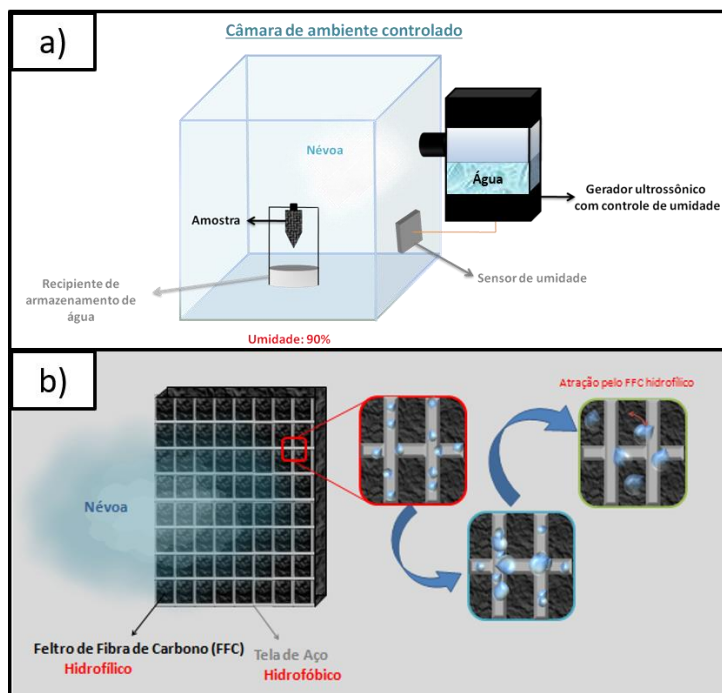 a)
Câmara de ambiente controlado
Névoa
Água
Amostra
Gerador ultrossônico
com controle de umidade
Recipiente de
armazenamento de
água
Sensor de umidade
Umidade: 90%
b)
Atração pelo FFC hidrofílico
Névoa
Feltro de Fibra de Carbono (FFC)
Hidrofílico
Tela de Aço
Hidrofóbico